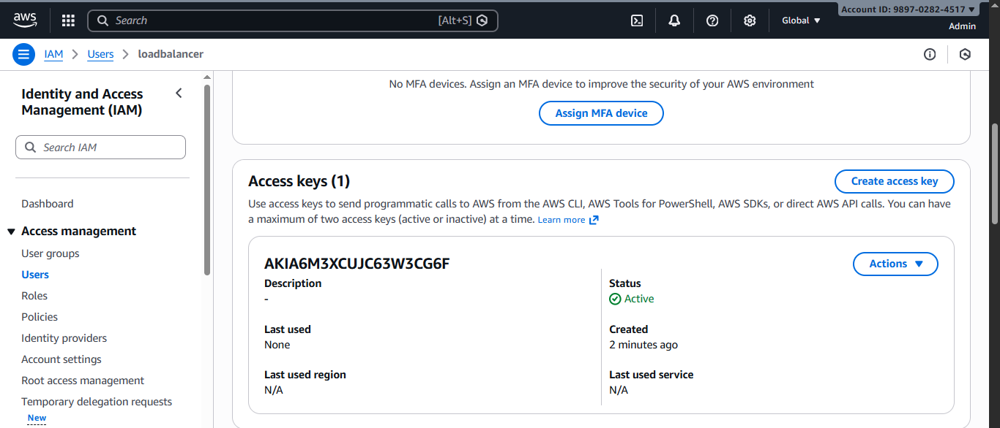 aws
Search
[Alt+S]
Global
Account ID: 9897-0282-4517
Admin
IAM
Users
loadbalancer
Identity and Access
Management (IAM)
Search IAM
Dashboard
Access management
User groups
Users
Roles
Policies
Identity providers
Account settings
Root access management
Temporary delegation requests
New
No MFA devices. Assign an MFA device to improve the security of your AWS environment
Assign MFA device
Access keys (1)
Create access key
Use access keys to send programmatic calls to AWS from the AWS CLI, AWS Tools for PowerShell, AWS SDKs, or direct AWS API calls. You can have
a maximum of two access keys (active or inactive) at a time. Learn more
AKIA6M3XCUJC63W3CG6F
Actions
Description
-
Status
Active
Last used
None
Created
2 minutes ago
Last used region
N/A
Last used service
N/A